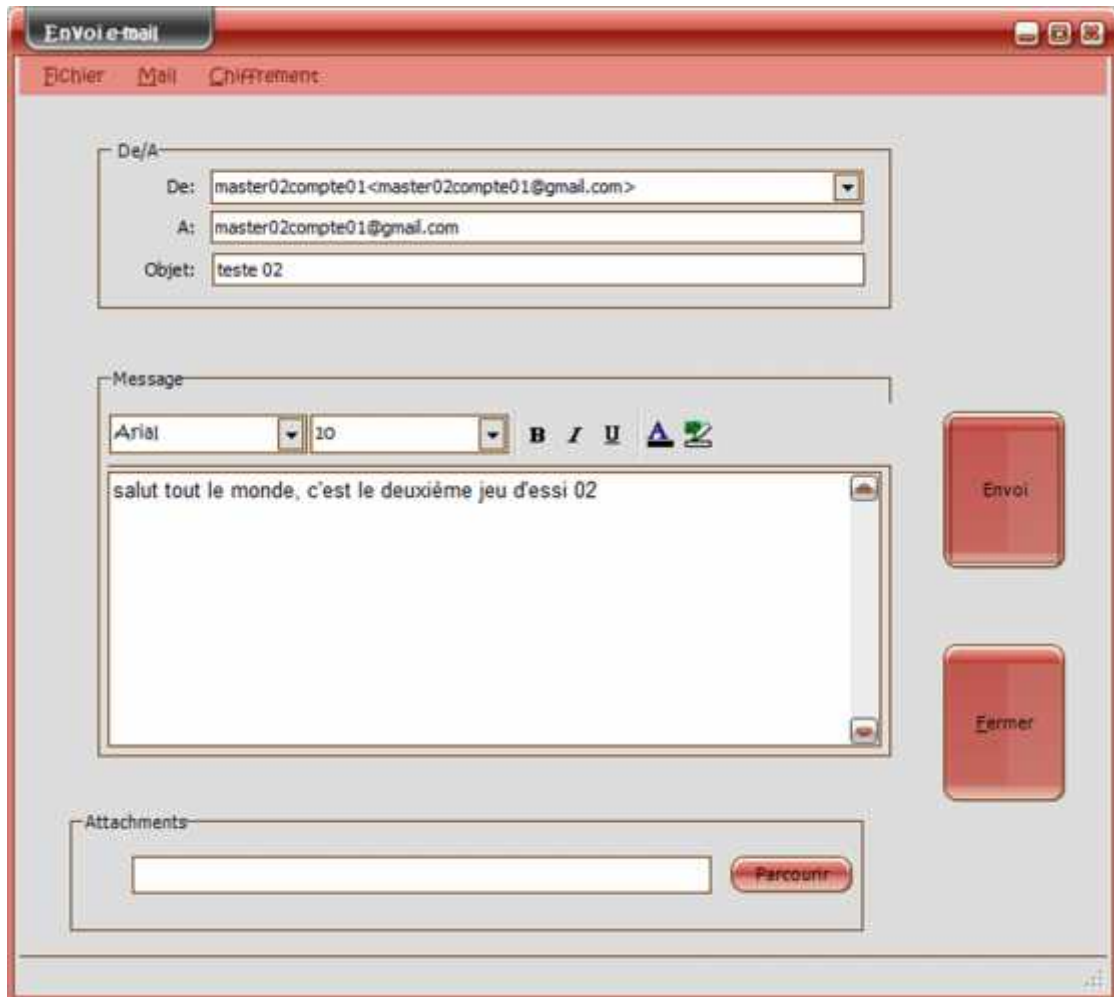 Envoi e-mail
Fichier Mail Chiffrement
De/A
De: master02compte01<master02compte01@gmail.com>
A: master02compte01@gmail.com
Objet: teste 02
Message
Arial 10 B I U A
salut tout le monde, c'est le deuxième jeu d'essi 02
Envoi
Fermer
Attachments
Parcourir